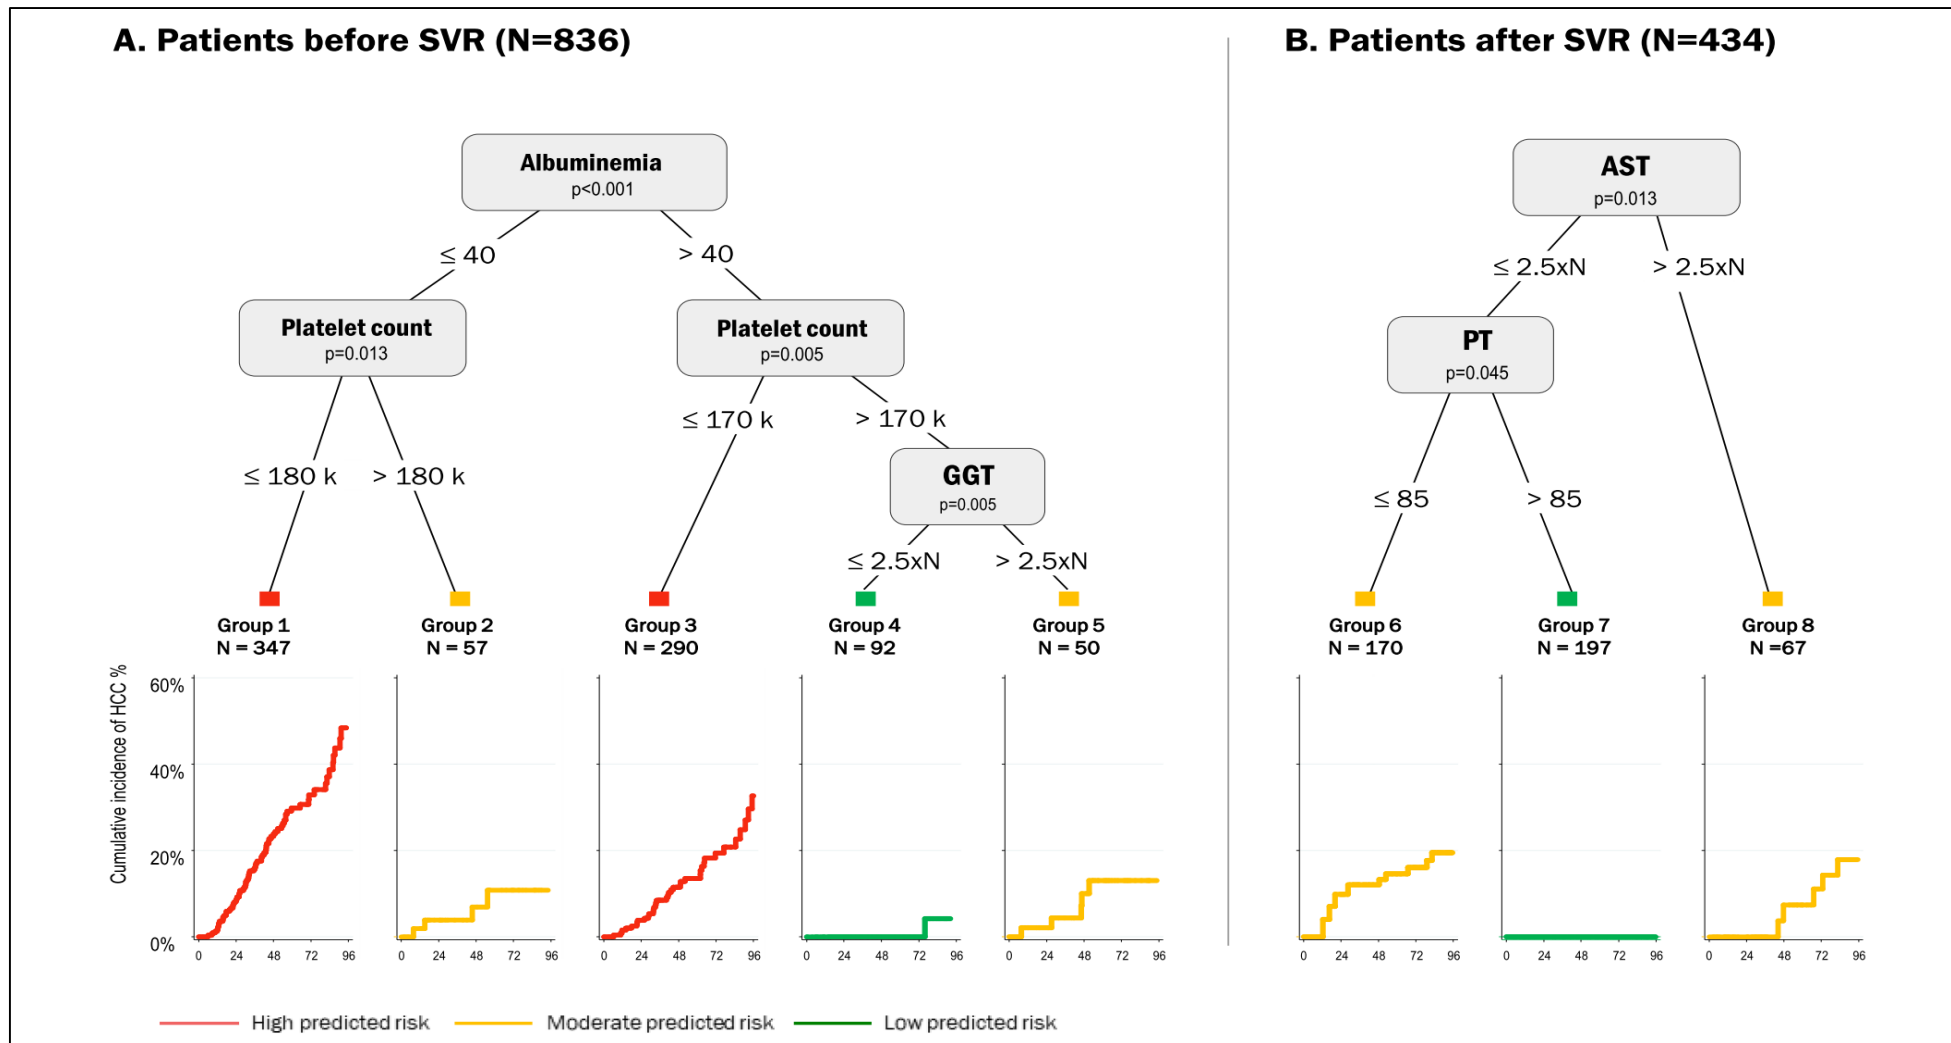 A. Patients before SVR (N=836)
Albuminemia
p<0.001
≤ 40
> 40
Platelet count
p=0.013
Platelet count
p=0.005
≤ 180 k
> 180 k
≤ 170 k
> 170 k
GGT
p=0.005
≤ 2.5xN
> 2.5xN
Group 1
N = 347
Group 2
N = 57
Group 3
N = 290
Group 4
N = 92
Group 5
N = 50
Cumulative incidence of HCC %
60%
40%
20%
0%
0 24 48 72 96
0 24 48 72 96
0 24 48 72 96
0 24 48 72 96
0 24 48 72 96
B. Patients after SVR (N=434)
AST
p=0.013
≤ 2.5xN
> 2.5xN
PT
p=0.045
≤ 85
> 85
Group 6
N = 170
Group 7
N = 197
Group 8
N =67
0 24 48 72 96
0 24 48 72 96
0 24 48 72 96
High predicted risk
Moderate predicted risk
Low predicted risk